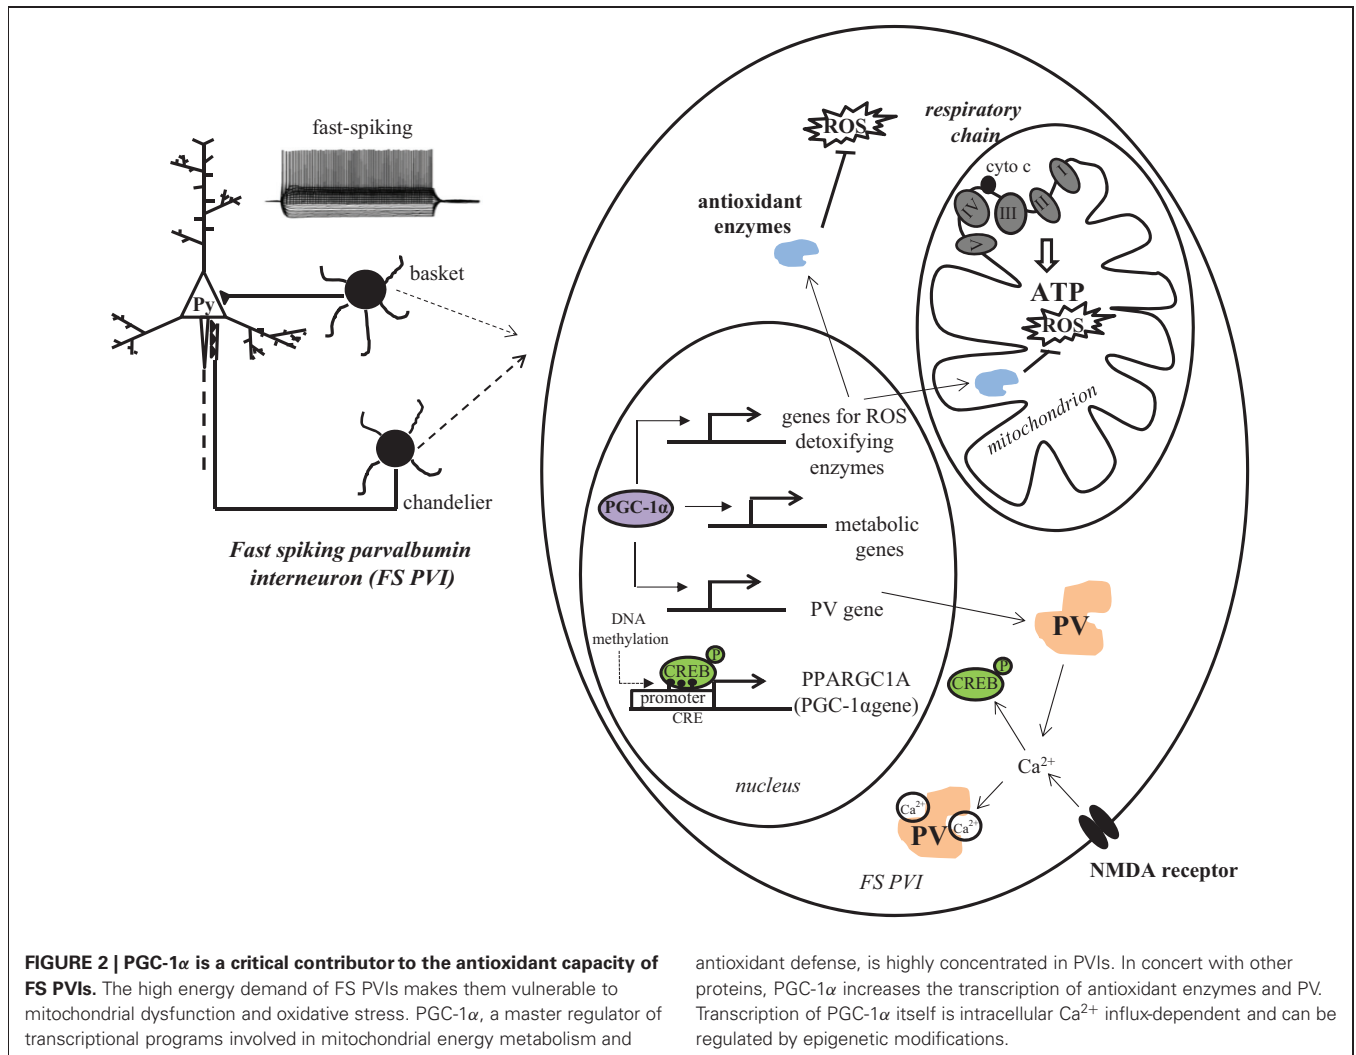 fast-spiking
Py
basket
chandelier
Fast spiking parvalbumin
interneuron (FS PVI)
ROS
respiratory
chain
cyto c
I
II
III
IV
V
ATP
ROS
mitochondrion
antioxidant
enzymes
genes for ROS
detoxifying
enzymes
PGC-1α
metabolic
genes
PV gene
DNA
methylation
P
CREB
promoter
CRE
PPARGC1A
(PGC-1αgene)
nucleus
PV
P
CREB
Ca²⁺
Ca²⁺
PV
Ca²⁺
FS PVI
NMDA receptor
FIGURE 2 | PGC-1α is a critical contributor to the antioxidant capacity of
FS PVIs. The high energy demand of FS PVIs makes them vulnerable to
mitochondrial dysfunction and oxidative stress. PGC-1α, a master regulator of
transcriptional programs involved in mitochondrial energy metabolism and
antioxidant defense, is highly concentrated in PVIs. In concert with other
proteins, PGC-1α increases the transcription of antioxidant enzymes and PV.
Transcription of PGC-1α itself is intracellular Ca²⁺ influx-dependent and can be
regulated by epigenetic modifications.